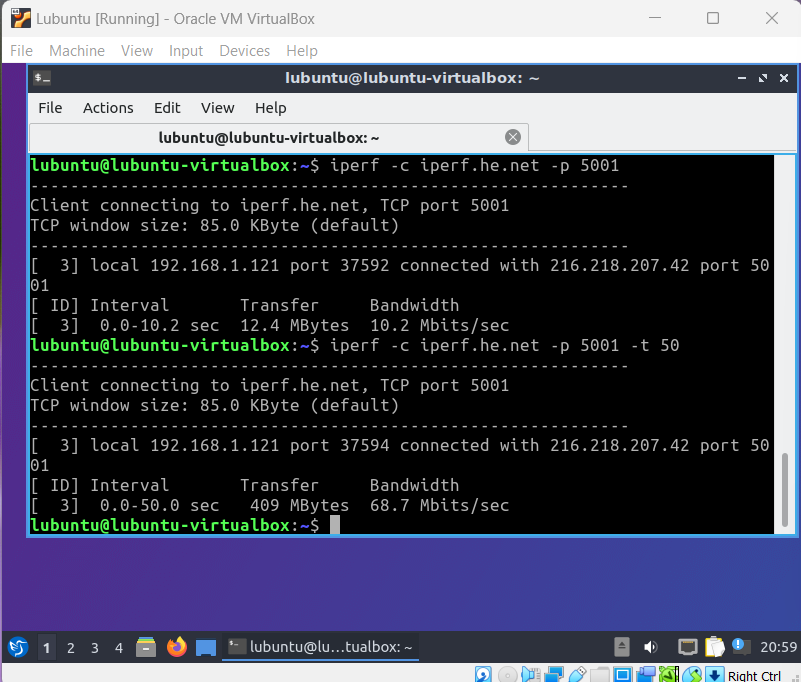 Lubuntu [Running] - Oracle VM VirtualBox
File Machine View Input Devices Help
lubuntu@lubuntu-virtualbox: ~
File Actions Edit View Help
lubuntu@lubuntu-virtualbox: ~
lubuntu@lubuntu-virtualbox:~$ iperf -c iperf.he.net -p 5001
------------------------------------------------------------
Client connecting to iperf.he.net, TCP port 5001
TCP window size: 85.0 KByte (default)
------------------------------------------------------------
[  3] local 192.168.1.121 port 37592 connected with 216.218.207.42 port 50
01
[ ID] Interval       Transfer     Bandwidth
[  3]  0.0-10.2 sec  12.4 MBytes  10.2 Mbits/sec
lubuntu@lubuntu-virtualbox:~$ iperf -c iperf.he.net -p 5001 -t 50
------------------------------------------------------------
Client connecting to iperf.he.net, TCP port 5001
TCP window size: 85.0 KByte (default)
------------------------------------------------------------
[  3] local 192.168.1.121 port 37594 connected with 216.218.207.42 port 50
01
[ ID] Interval       Transfer     Bandwidth
[  3]  0.0-50.0 sec   409 MBytes  68.7 Mbits/sec
lubuntu@lubuntu-virtualbox:~$
1 2 3 4 lubuntu@lu...tualbox: ~ 20:59
Right Ctrl